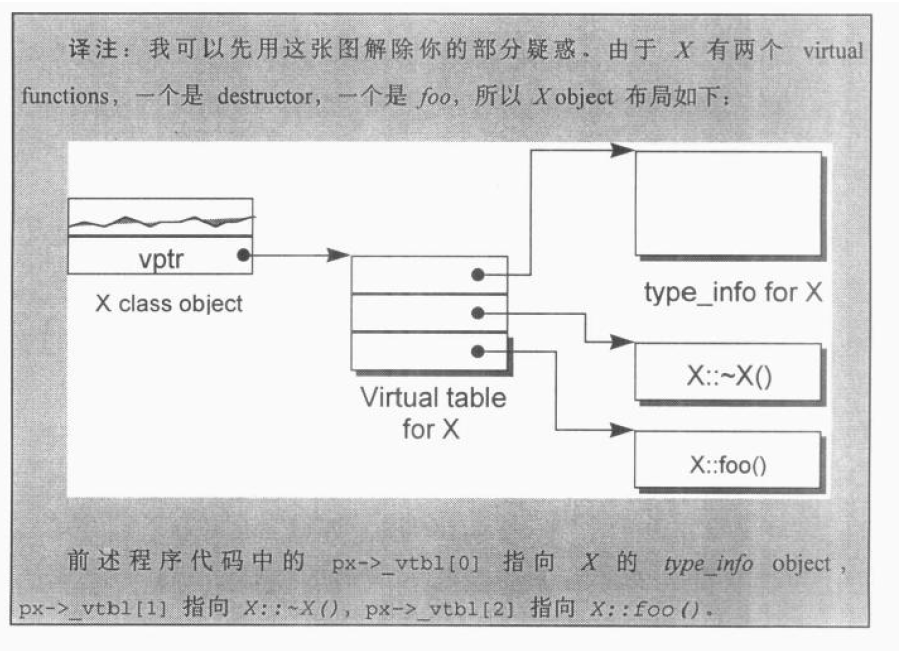 译注：我可以先用这张图解除你的部分疑惑．由于 X 有两个 virtual
functions，一个是 destructor，一个是 foo，所以 X object 布局如下：
vptr
X class object
Virtual table
for X
type_info for X
X::~X()
X::foo()
前述程序代码中的 px->_vtbl[0] 指向 X 的 type_info object，
px->_vtbl[1] 指向 X::~X()，px->_vtbl[2] 指向 X::foo()．